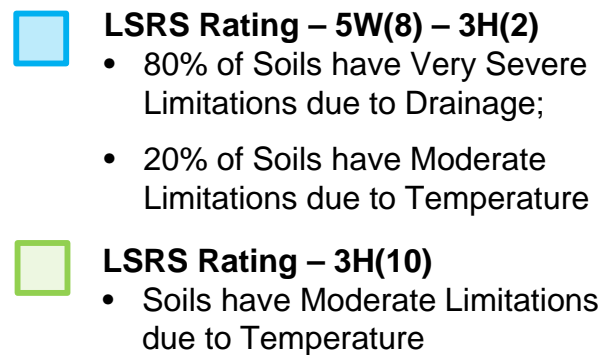 LSRS Rating – 5W(8) – 3H(2)
• 80% of Soils have Very Severe
Limitations due to Drainage;
• 20% of Soils have Moderate
Limitations due to Temperature
LSRS Rating – 3H(10)
• Soils have Moderate Limitations
due to Temperature